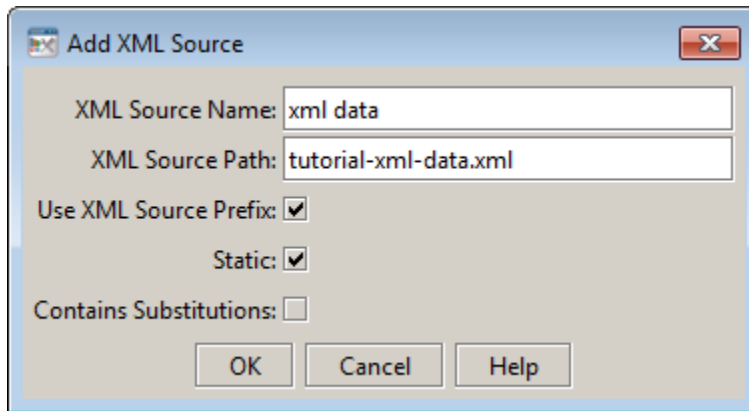 Add XML Source
XML Source Name: xml data
XML Source Path: tutorial-xml-data.xml
Use XML Source Prefix:
Static:
Contains Substitutions:
OK Cancel Help